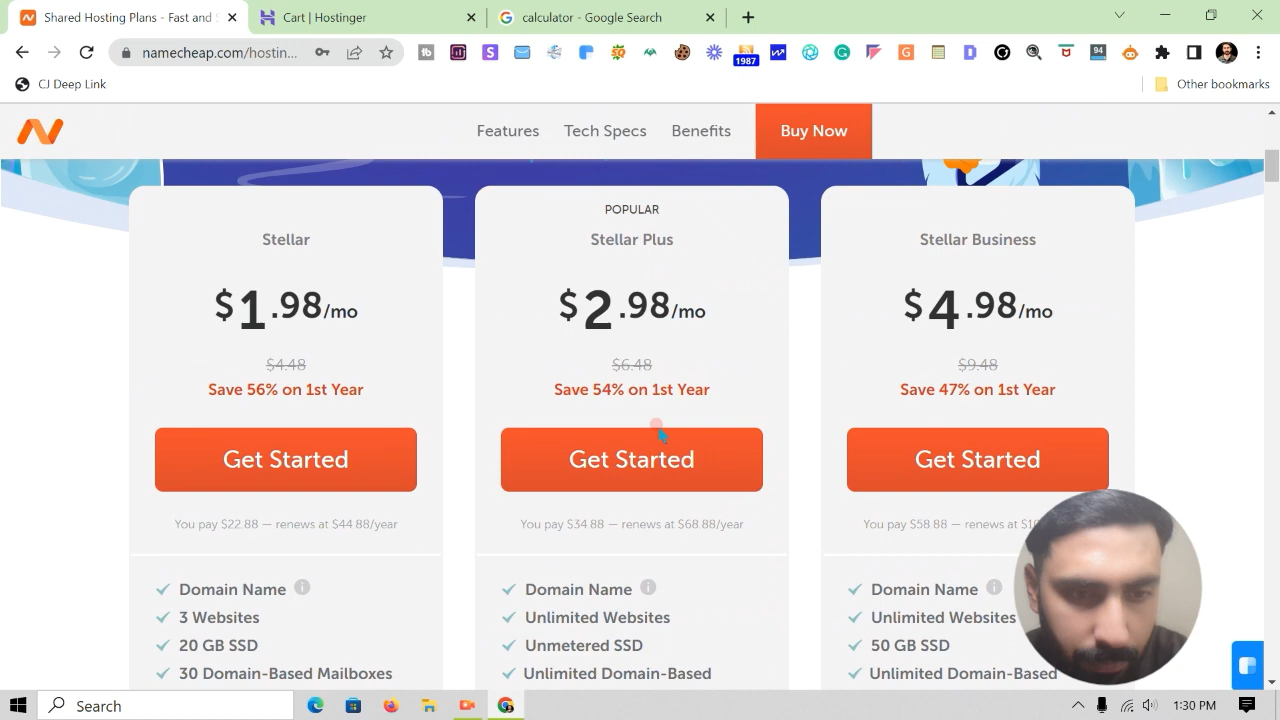 Shared Hosting Plans - Fast and S
Cart | Hostinger
calculator - Google Search
namecheap.com/hostin...
1987
94
CJ Deep Link
Other bookmarks
Features
Tech Specs
Benefits
Buy Now
Stellar
$1.98/mo
$4.48
Save 56% on 1st Year
Get Started
You pay $22.88 — renews at $44.88/year
Domain Name
3 Websites
20 GB SSD
30 Domain-Based Mailboxes
POPULAR
Stellar Plus
$2.98/mo
$6.48
Save 54% on 1st Year
Get Started
You pay $34.88 — renews at $68.88/year
Domain Name
Unlimited Websites
Unmetered SSD
Unlimited Domain-Based
Stellar Business
$4.98/mo
$9.48
Save 47% on 1st Year
Get Started
You pay $58.88 — renews at
Domain Name
Unlimited Websites
50 GB SSD
Unlimited Domain-Based
Search
1:30 PM